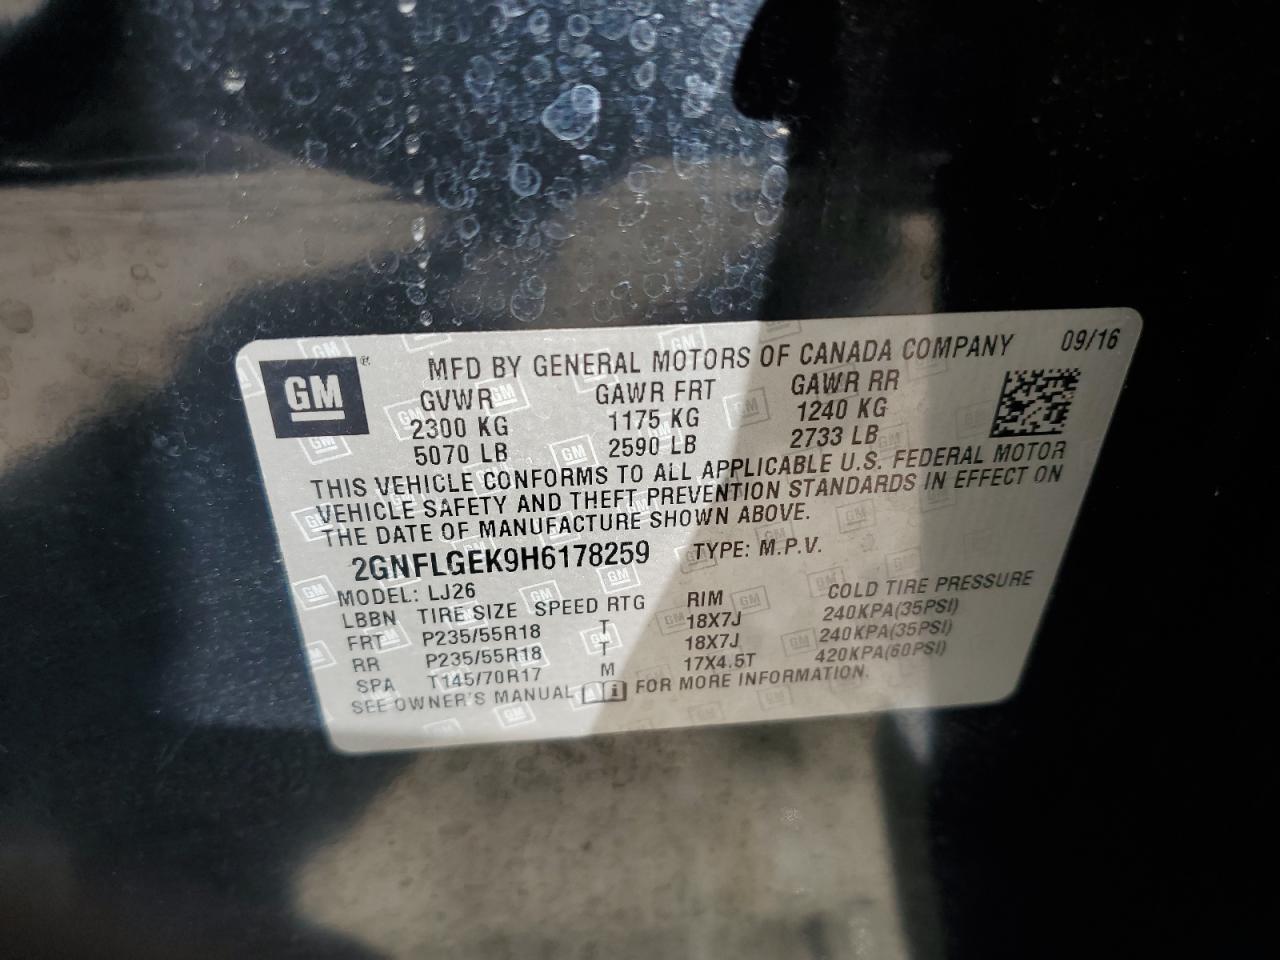 GM®
MFD BY GENERAL MOTORS OF CANADA COMPANY 09/16
GVWR GAWR FRT GAWR RR
2300 KG 1175 KG 1240 KG
5070 LB 2590 LB 2733 LB
THIS VEHICLE CONFORMS TO ALL APPLICABLE U.S. FEDERAL MOTOR
VEHICLE SAFETY AND THEFT PREVENTION STANDARDS IN EFFECT ON
THE DATE OF MANUFACTURE SHOWN ABOVE.
2GNFLGEK9H6178259 TYPE: M.P.V.
MODEL: LJ26
LBBN TIRE SIZE SPEED RTG RIM COLD TIRE PRESSURE
FRT P235/55R18 T 18X7J 240KPA(35PSI)
RR P235/55R18 T 18X7J 240KPA(35PSI)
SPA T145/70R17 M 17X4.5T 420KPA(60PSI)
SEE OWNER'S MANUAL i FOR MORE INFORMATION.